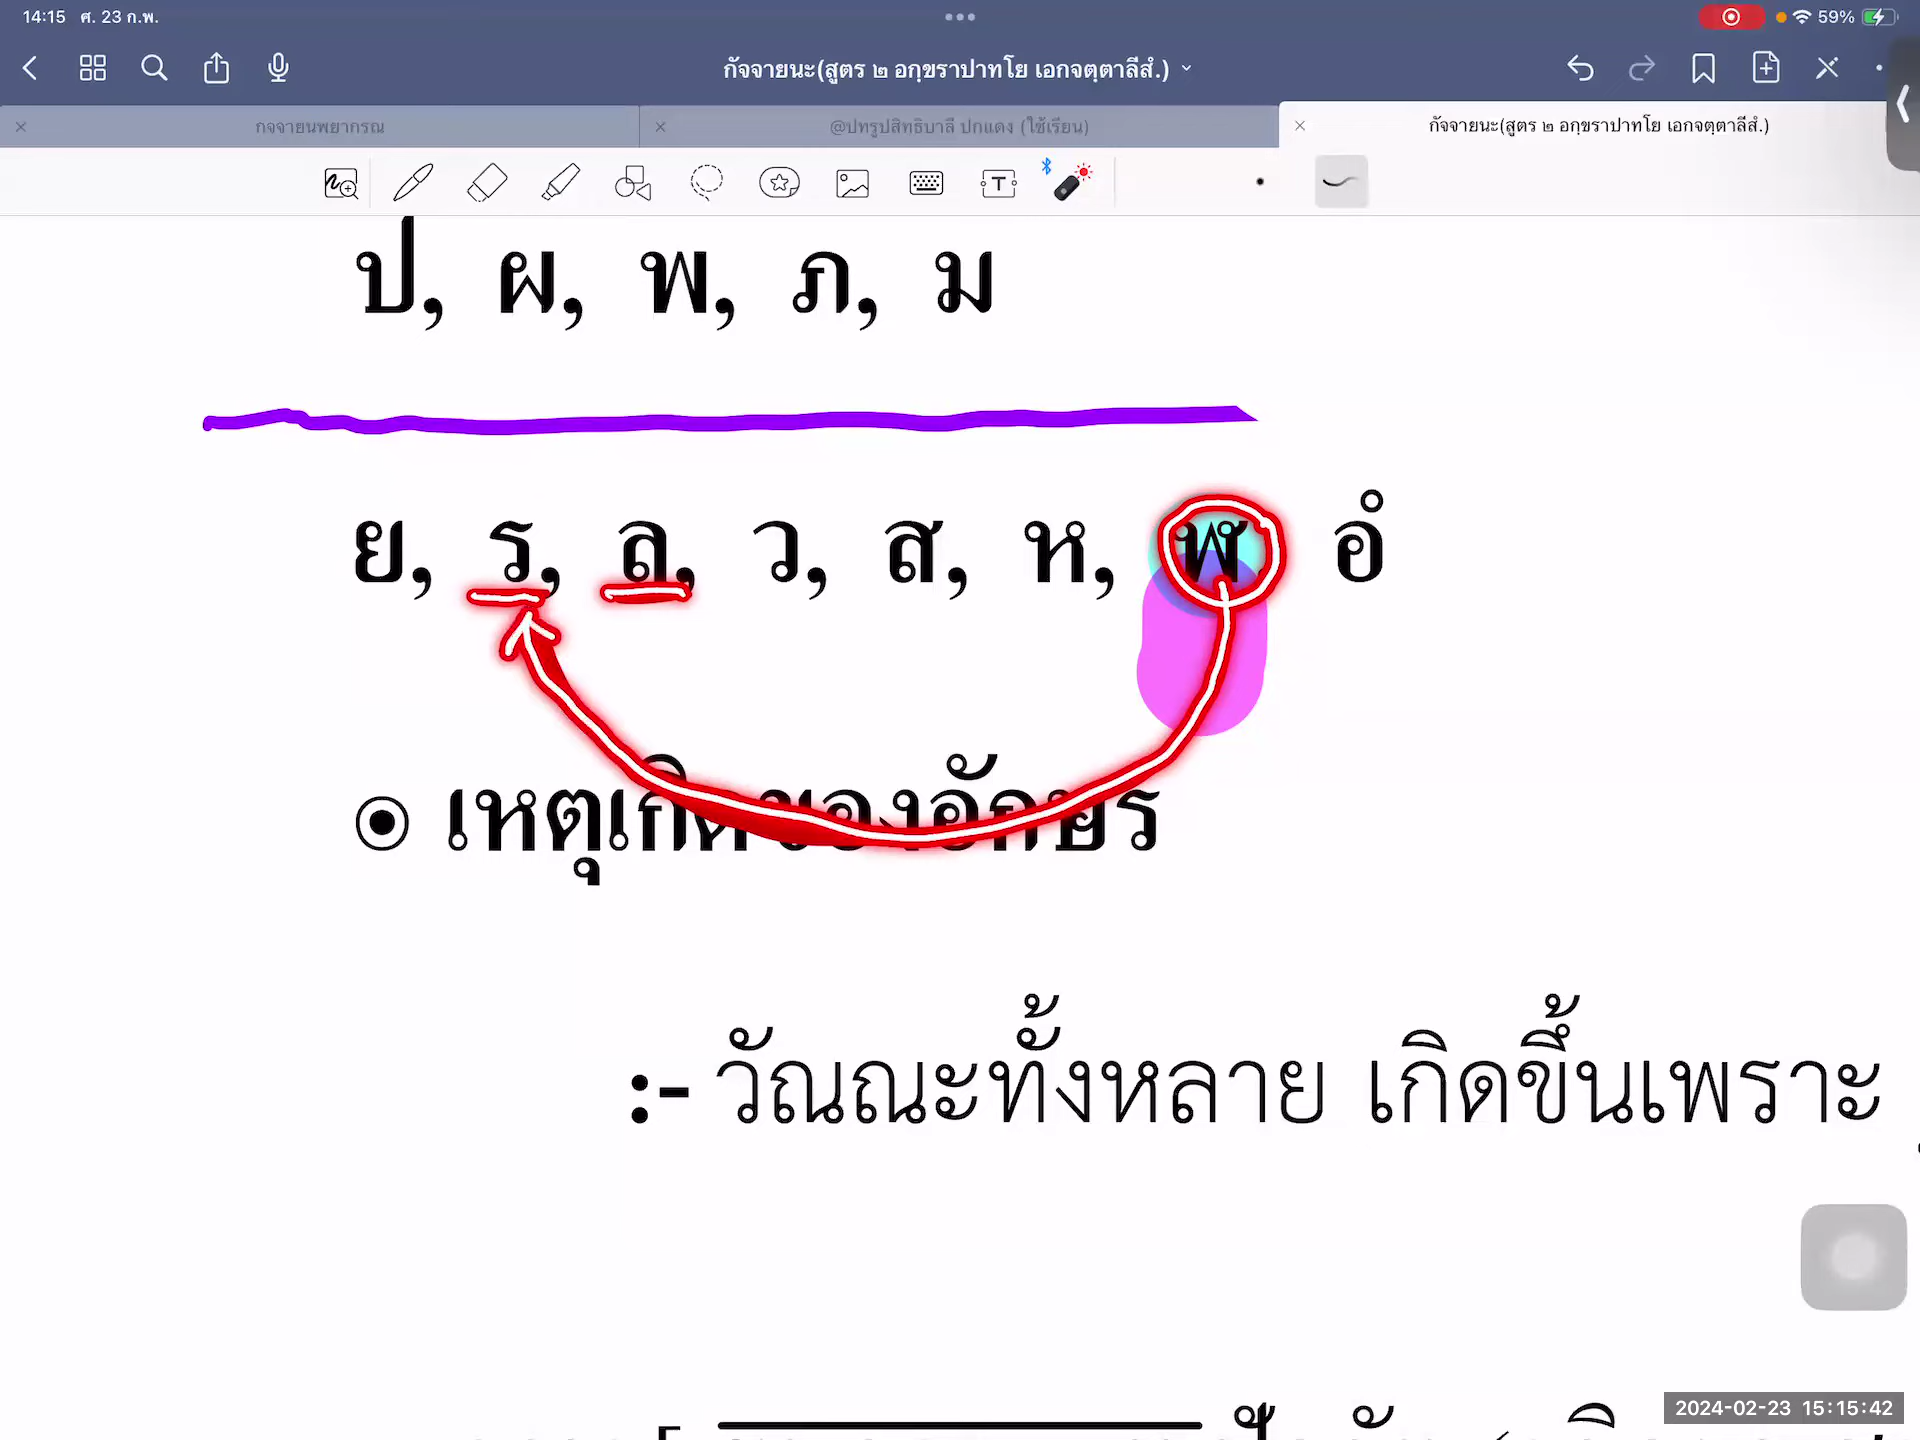 14:15 ศ. 23 ก.พ.
59%
กัจจายนะ(สูตร ๒ อกฺขราปาทโย เอกจตฺตาลีสํ.)
กจจายนพยากรณ
@ปทรูปสิทธิบาลี ปกแดง (ใช้เรียน)
กัจจายนะ(สูตร ๒ อกฺขราปาทโย เอกจตฺตาลีสํ.)
ป, ผ, พ, ภ, ม
ย, ร, ล, ว, ส, ห, ฬ อํ
เหตุเกิดของอักษร
:- วัณณะทั้งหลาย เกิดขึ้นเพราะ
2024-02-23 15:15:42